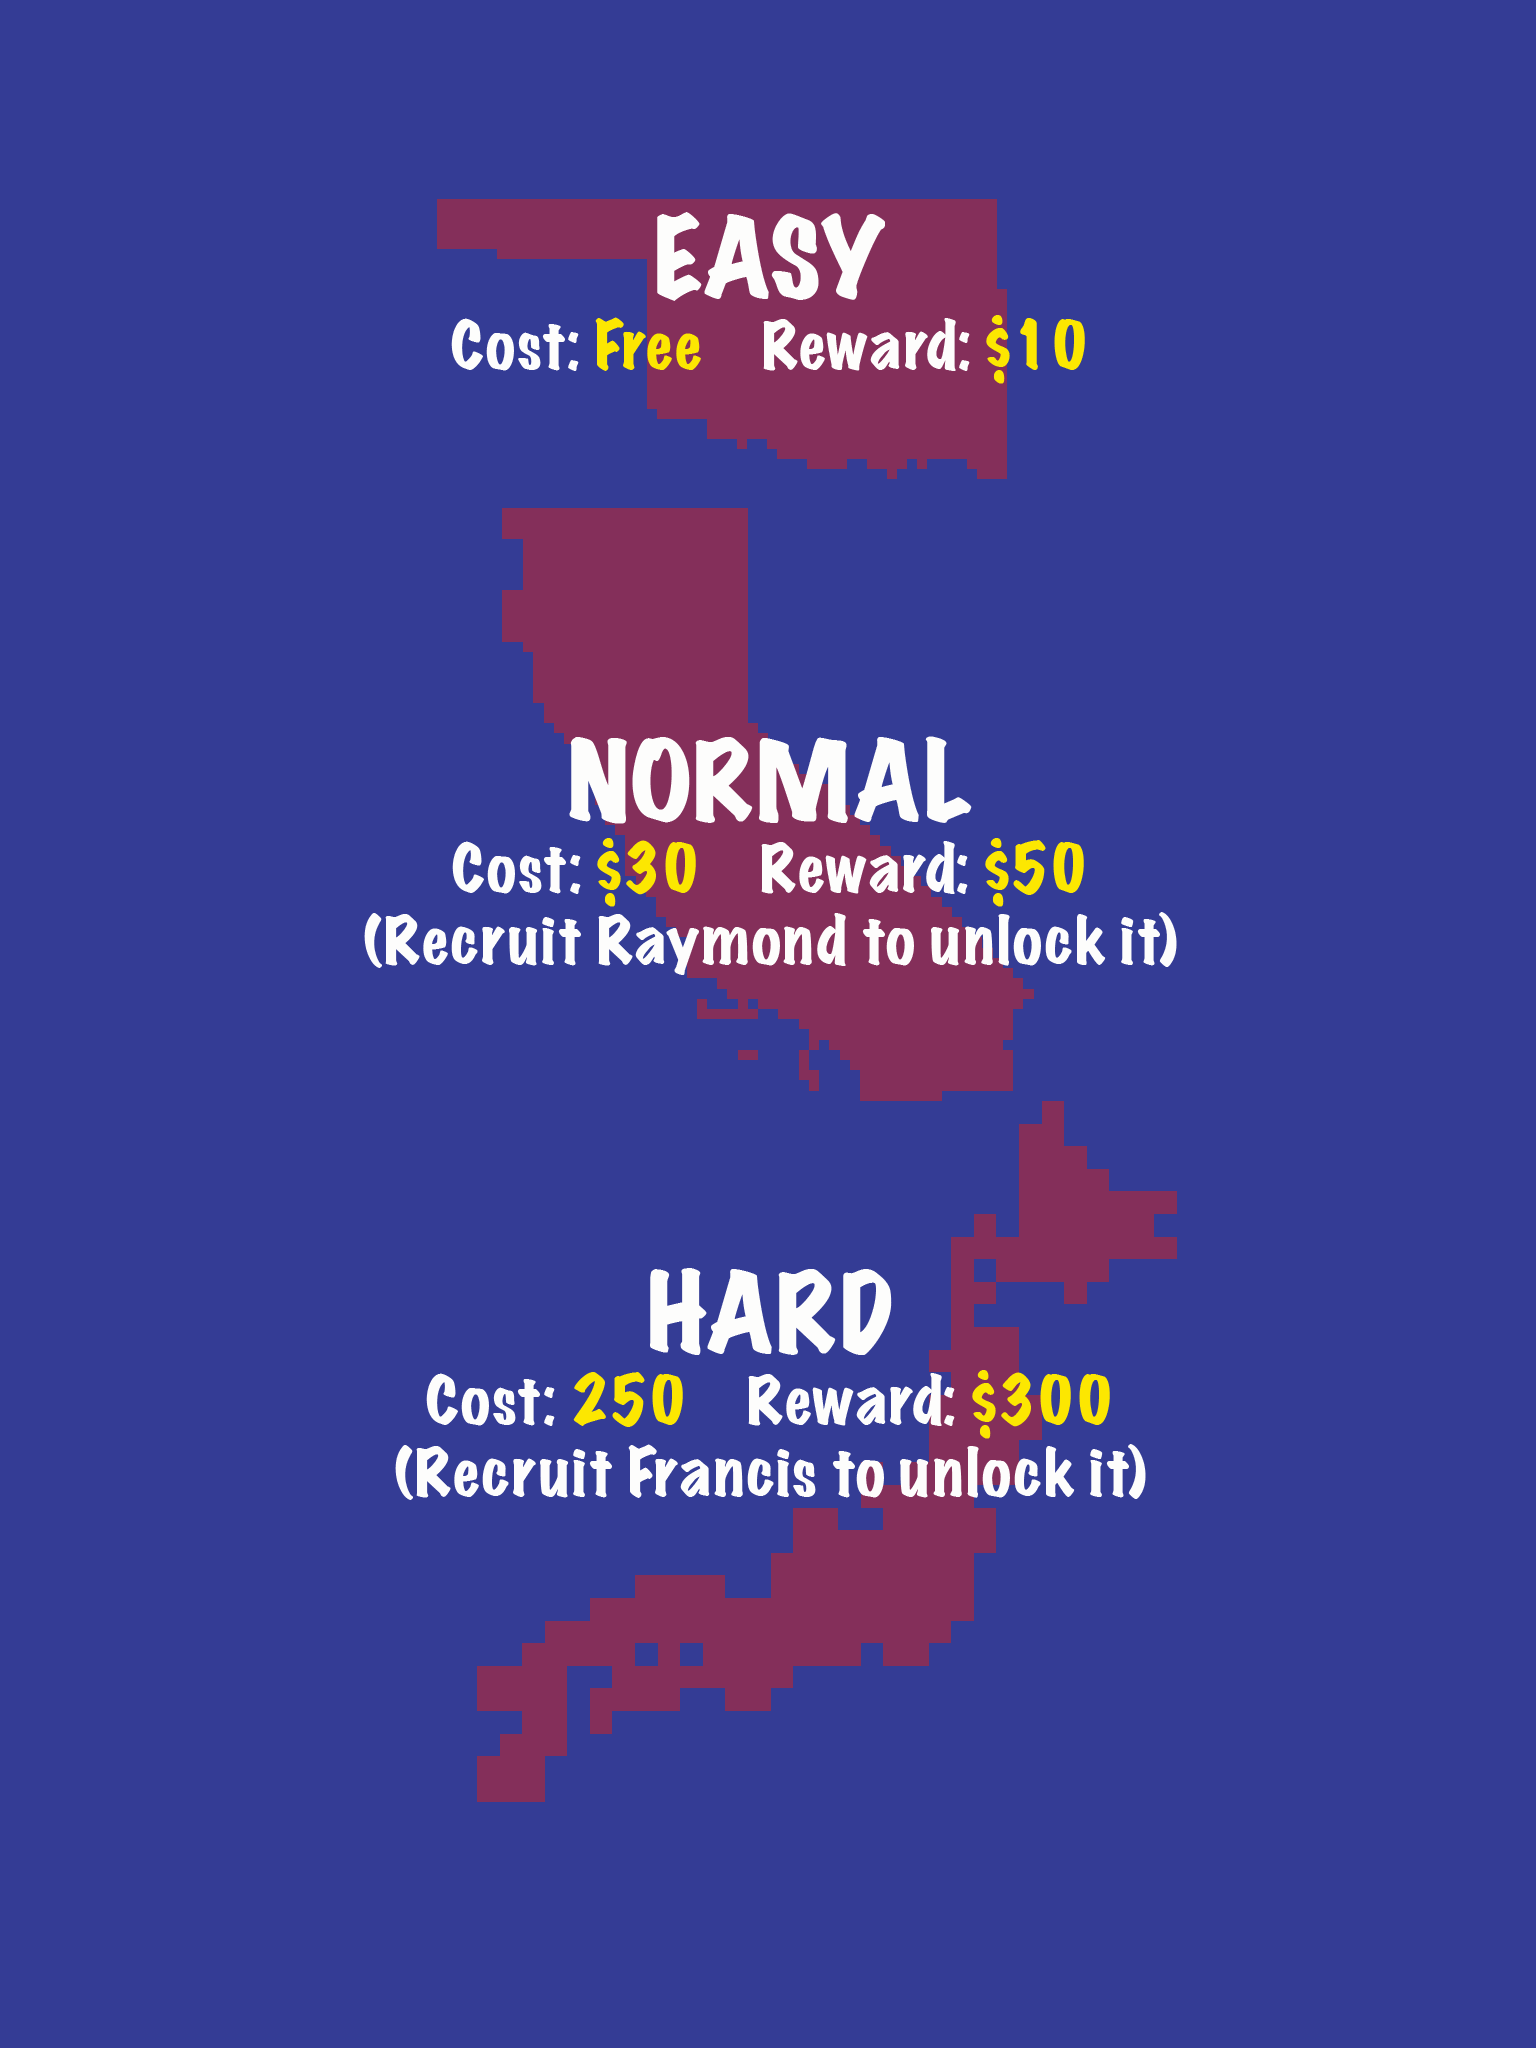 EASY
Cost: Free Reward: $10
NORMAL
Cost: $30 Reward: $50
(Recruit Raymond to unlock it)
HARD
Cost: 250 Reward: $300
(Recruit Francis to unlock it)